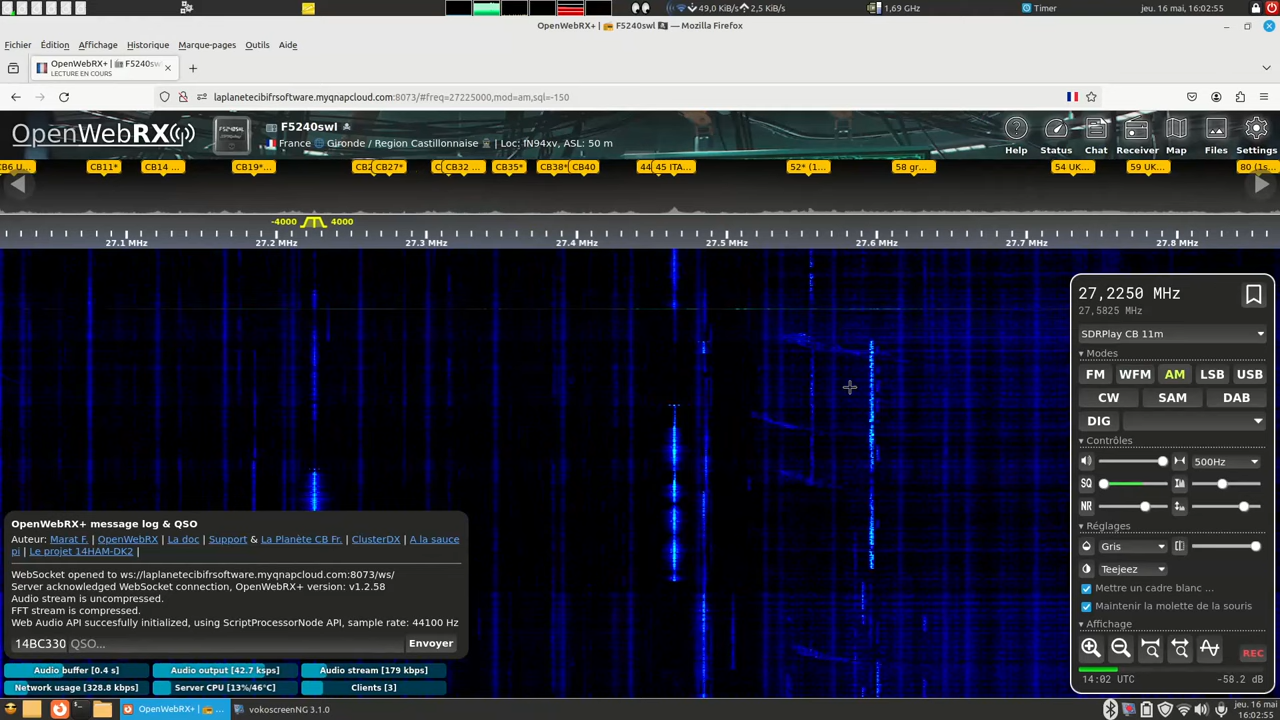 49,0 KiB/s 2,5 KiB/s 1,69 GHz Timer jeu. 16 mai, 16:02:55
OpenWebRX+ | 📻 F5240swl 🏴 — Mozilla Firefox
Fichier Édition Affichage Historique Marque-pages Outils Aide
OpenWebRX+ | 📻 F5240sw
LECTURE EN COURS
laplanetecibifrsoftware.myqnapcloud.com:8073/#freq=27225000,mod=am,sql=-150
OpenWebRX
F5240SWL
F5240swl
France Gironde / Region Castillonnaise | Loc: fN94xv, ASL: 50 m
Help Status Chat Receiver Map Files Settings
CB6 U... CB11* CB14 ... CB19*... CB2 CB27* C CB32 ... CB35* CB38* CB40 44 45 ITA... 52* (1... 58 gr... 54 UK... 59 UK... 80 (1s
-4000 4000
27.1 MHz 27.2 MHz 27.3 MHz 27.4 MHz 27.5 MHz 27.6 MHz 27.7 MHz 27.8 MHz
27,2250 MHz
27,5825 MHz
SDRPlay CB 11m
Modes
FM WFM AM LSB USB
CW SAM DAB
DIG
Contrôles
500Hz
SQ
NR
Réglages
Gris
Teejeez
Mettre un cadre blanc ...
Maintenir la molette de la souris
Affichage
REC
14:02 UTC -58.2 dB
OpenWebRX+ message log & QSO
Auteur: Marat F. | OpenWebRX | La doc | Support & La Planète CB Fr. | ClusterDX | A la sauce
pi | Le projet 14HAM-DK2 |
WebSocket opened to ws://laplanetecibifrsoftware.myqnapcloud.com:8073/ws/
Server acknowledged WebSocket connection, OpenWebRX+ version: v1.2.58
Audio stream is uncompressed.
FFT stream is compressed.
Web Audio API succesfully initialized, using ScriptProcessorNode API, sample rate: 44100 Hz
14BC330 QSO... Envoyer
Audio buffer [0.4 s] Audio output [42.7 ksps] Audio stream [179 kbps]
Network usage [328.8 kbps] Server CPU [13%/46°C] Clients [3]
OpenWebRX+ | 📻 ... vokoscreenNG 3.1.0
jeu. 16 mai
16:02:55